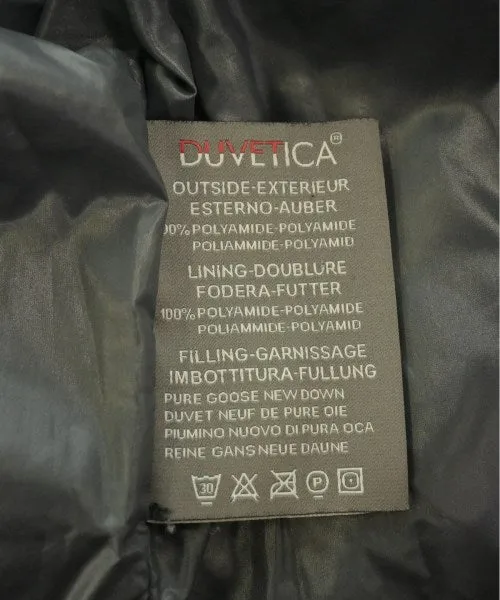 DUVETICA®
OUTSIDE-EXTERIEUR
ESTERNO-AUBER
00% POLYAMIDE-POLYAMIDE
POLIAMMIDE-POLYAMID
LINING-DOUBLURE
FODERA-FUTTER
100% POLYAMIDE-POLYAMIDE
POLIAMMIDE-POLYAMID
FILLING-GARNISSAGE
IMBOTTITURA-FULLUNG
PURE GOOSE NEW DOWN
DUVET NEUF DE PURE OIE
PIUMINO NUOVO DI PURA OCA
REINE GANS NEUE DAUNE
30 P